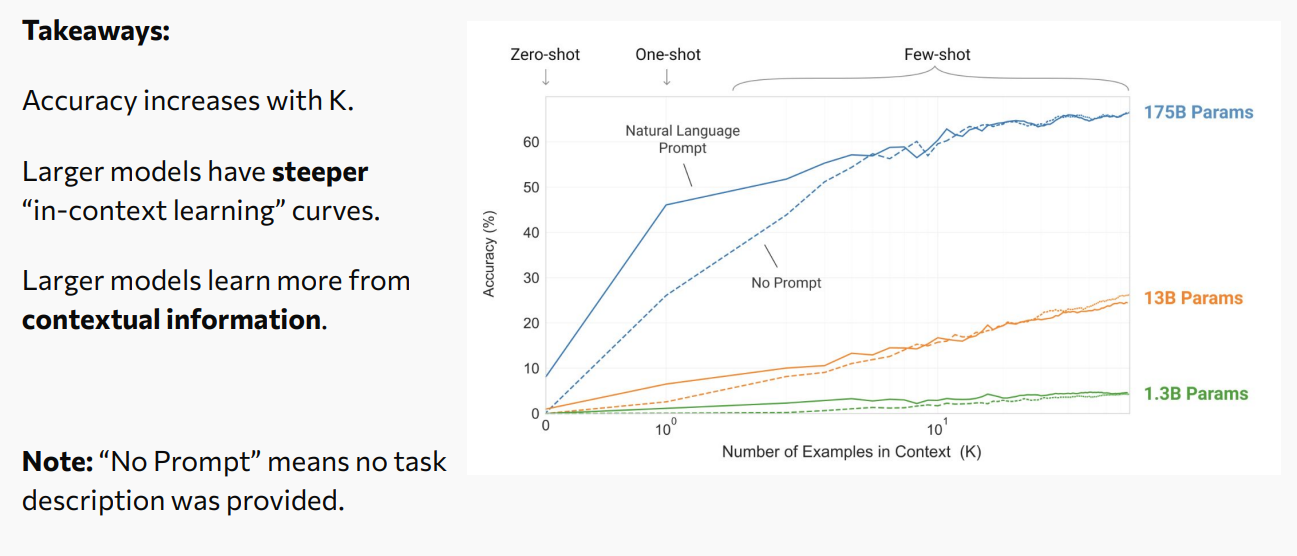 Takeaways:
Accuracy increases with K.
Larger models have steeper
“in-context learning” curves.
Larger models learn more from
contextual information.
Note: “No Prompt” means no task
description was provided.
Zero-shot
One-shot
Few-shot
Natural Language
Prompt
No Prompt
175B Params
13B Params
1.3B Params
Accuracy (%)
60
50
40
30
20
10
0
0
10⁰
10¹
Number of Examples in Context (K)